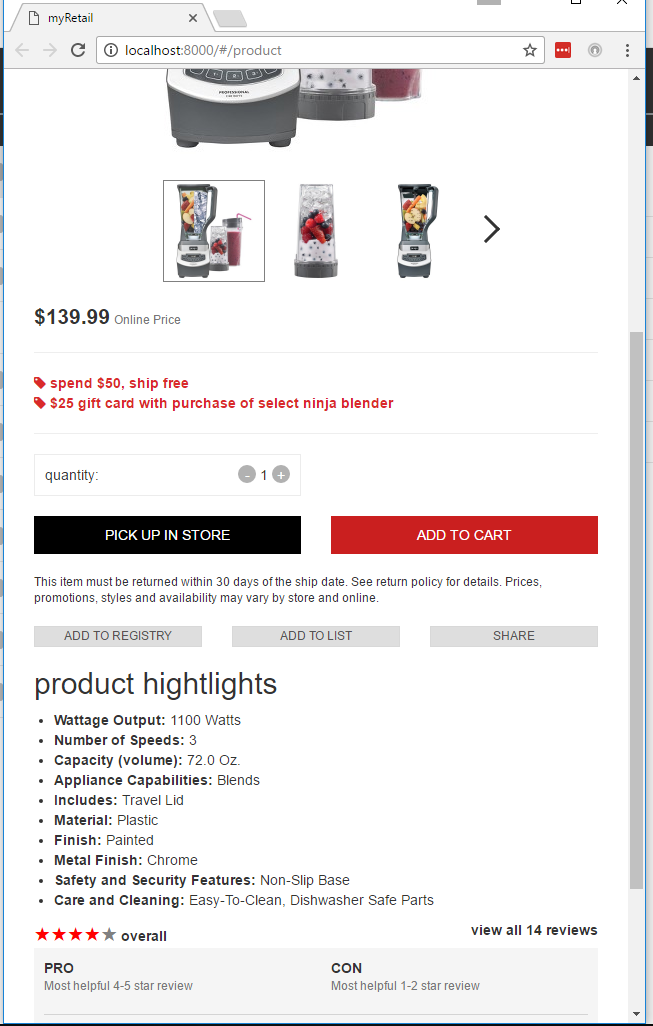 myRetail
localhost:8000/#/product
PROFESSIONAL
$139.99 Online Price
spend $50, ship free
$25 gift card with purchase of select ninja blender
quantity: - 1 +
PICK UP IN STORE ADD TO CART
This item must be returned within 30 days of the ship date. See return policy for details. Prices,
promotions, styles and availability may vary by store and online.
ADD TO REGISTRY ADD TO LIST SHARE
product hightlights
• Wattage Output: 1100 Watts
• Number of Speeds: 3
• Capacity (volume): 72.0 Oz.
• Appliance Capabilities: Blends
• Includes: Travel Lid
• Material: Plastic
• Finish: Painted
• Metal Finish: Chrome
• Safety and Security Features: Non-Slip Base
• Care and Cleaning: Easy-To-Clean, Dishwasher Safe Parts
overall view all 14 reviews
PRO CON
Most helpful 4-5 star review Most helpful 1-2 star review